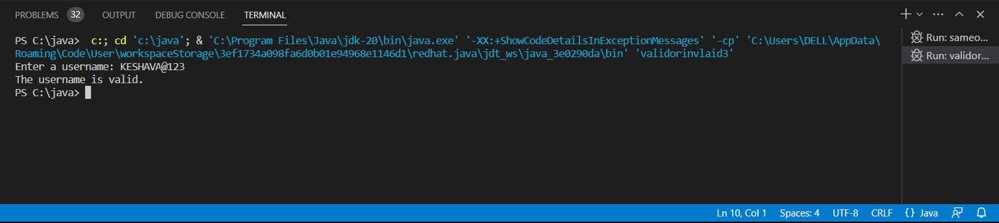 PROBLEMS 32 OUTPUT DEBUG CONSOLE TERMINAL
PS C:\java>  c:; cd 'c:\java'; & 'C:\Program Files\Java\jdk-20\bin\java.exe' '-XX:+ShowCodeDetailsInExceptionMessages' '-cp' 'C:\Users\DELL\AppData\
Roaming\Code\User\workspaceStorage\3ef1734a098fa6d0b01e94968e1146d1\redhat.java\jdt_ws\java_3e0290da\bin' 'validorinvlaid3'
Enter a username: KESHAVA@123
The username is valid.
PS C:\java>
Run: sameo...
Run: validor...
Ln 10, Col 1 Spaces: 4 UTF-8 CRLF {} Java